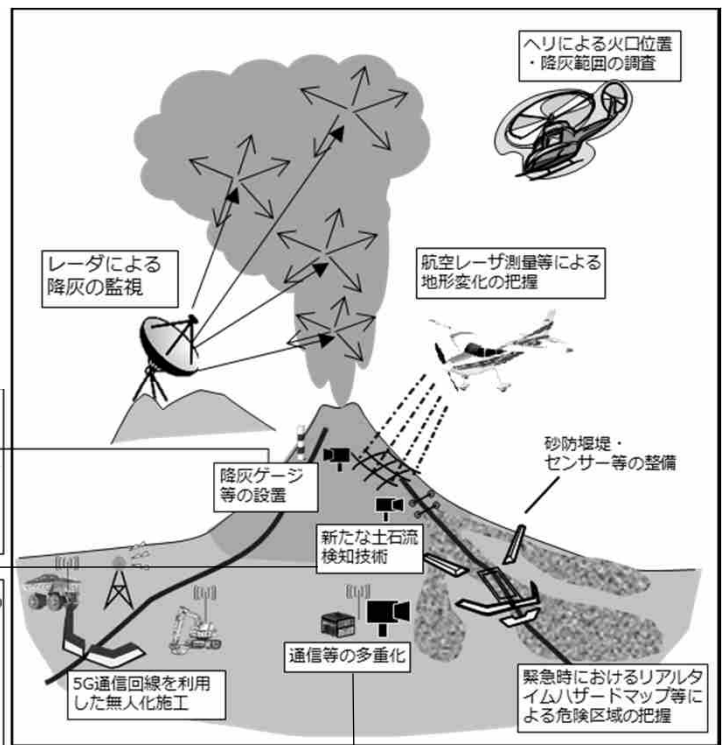 ヘリによる火口位置
・降灰範囲の調査
レーダによる
降灰の監視
航空レーザ測量等による
地形変化の把握
砂防堰堤・
センサー等の整備
降灰ゲージ
等の設置
新たな土石流
検知技術
通信等の多重化
5G通信回線を利用
した無人化施工
緊急時におけるリアルタ
イムハザードマップ等
による危険区域の把握